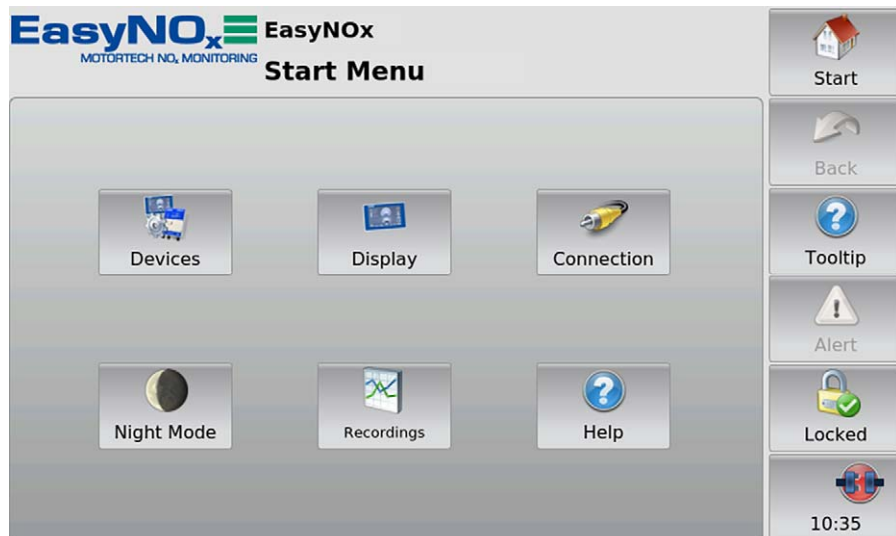 EasyNOx EasyNOx
MOTORTECH NOx MONITORING
Start Menu
Start
Back
Devices
Display
Connection
Tooltip
Alert
Night Mode
Recordings
Help
Locked
10:35